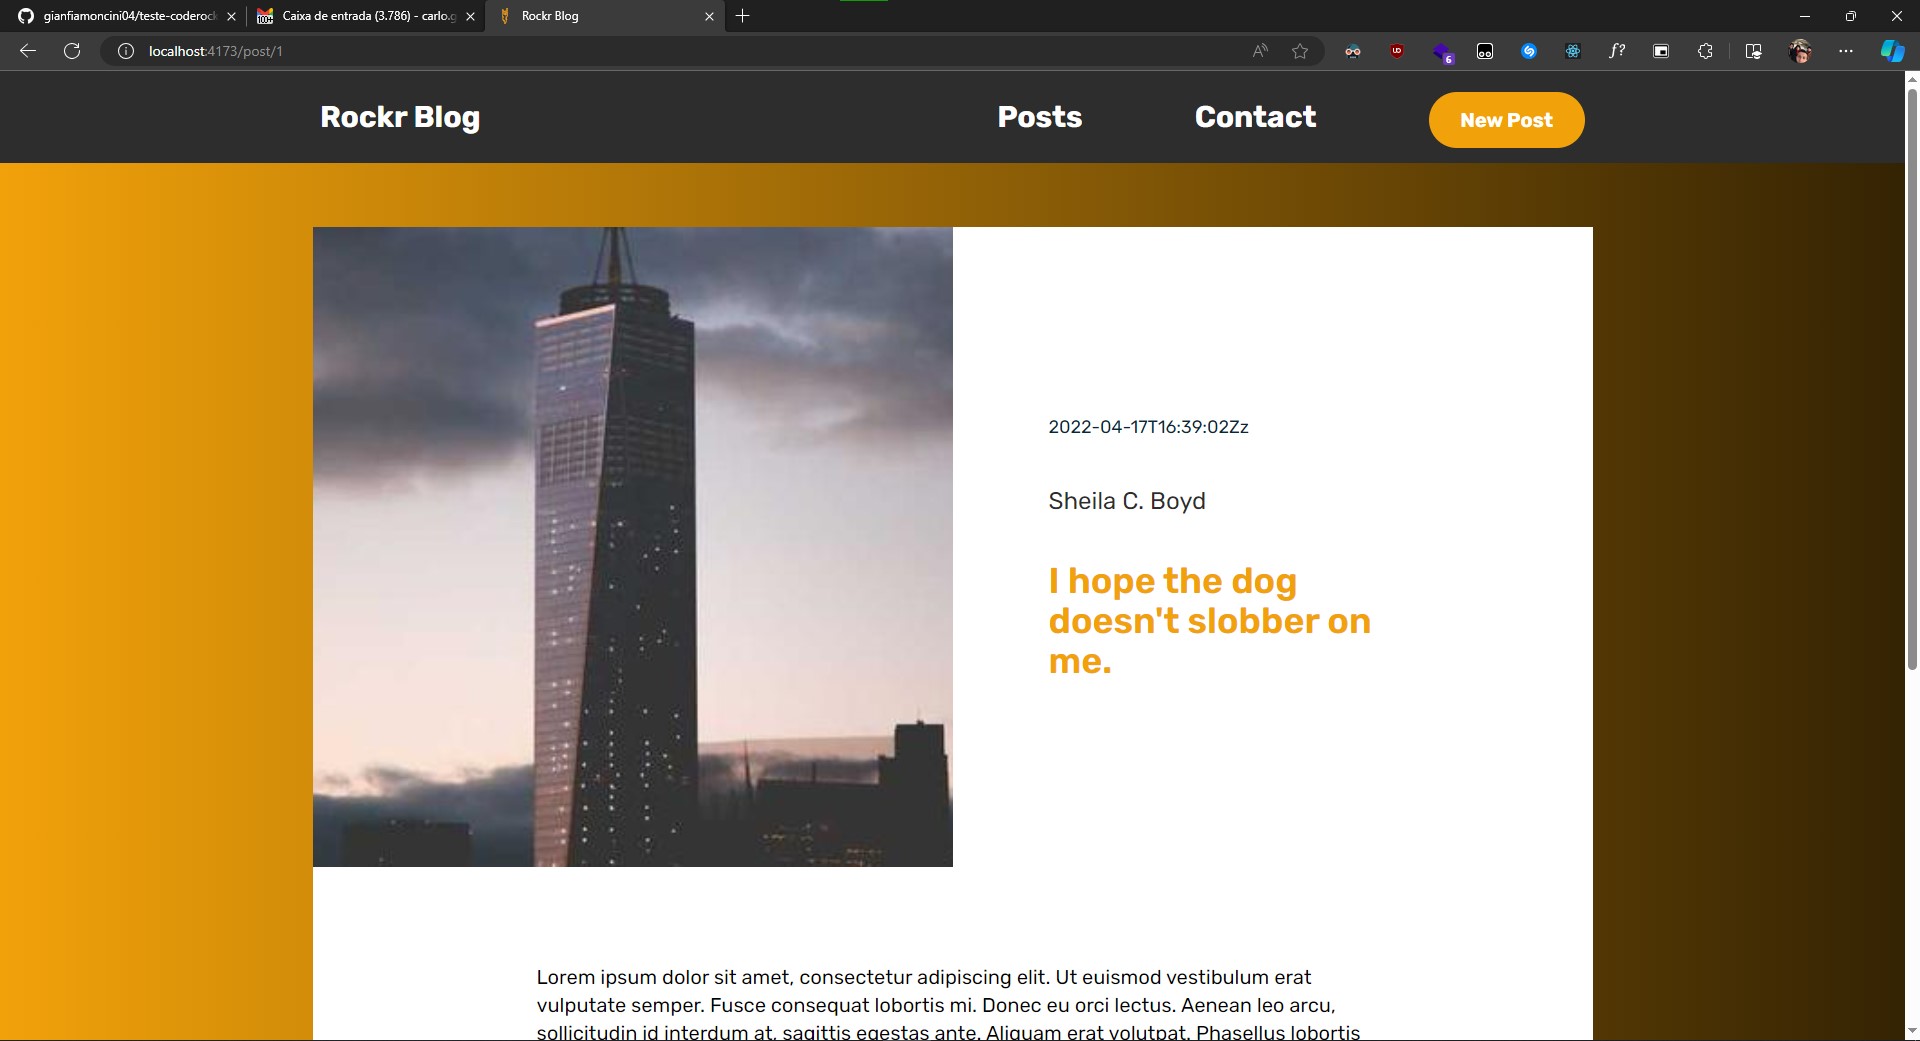 gianfiamoncini04/teste-coderock
Caixa de entrada (3.786) - carlo.g
Rockr Blog
localhost:4173/post/1
6
Rockr Blog
Posts
Contact
New Post
2022-04-17T16:39:02Zz
Sheila C. Boyd
I hope the dog
doesn't slobber on
me.
Lorem ipsum dolor sit amet, consectetur adipiscing elit. Ut euismod vestibulum erat
vulputate semper. Fusce consequat lobortis mi. Donec eu orci lectus. Aenean leo arcu,
sollicitudin id interdum at, sagittis egestas ante. Aliquam erat volutpat. Phasellus lobortis